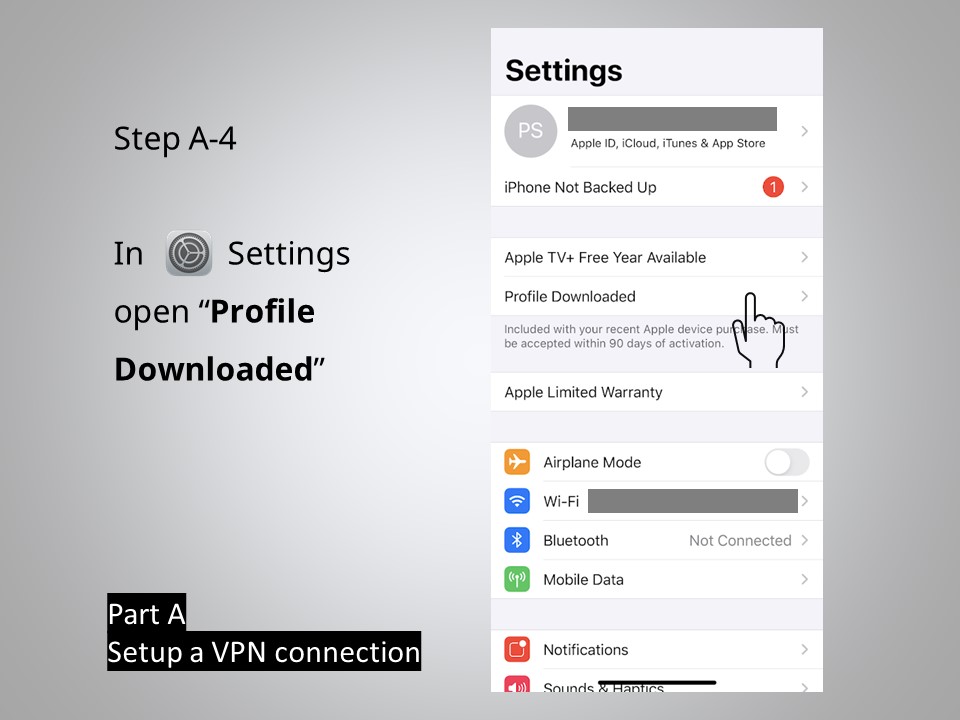 Step A-4
In Settings
open “Profile
Downloaded”
Part A
Setup a VPN connection
Settings
PS
Apple ID, iCloud, iTunes & App Store
iPhone Not Backed Up 1
Apple TV+ Free Year Available
Profile Downloaded
Included with your recent Apple device purchase. Must
be accepted within 90 days of activation.
Apple Limited Warranty
Airplane Mode
Wi-Fi
Bluetooth Not Connected
Mobile Data
Notifications
Sounds & Haptics